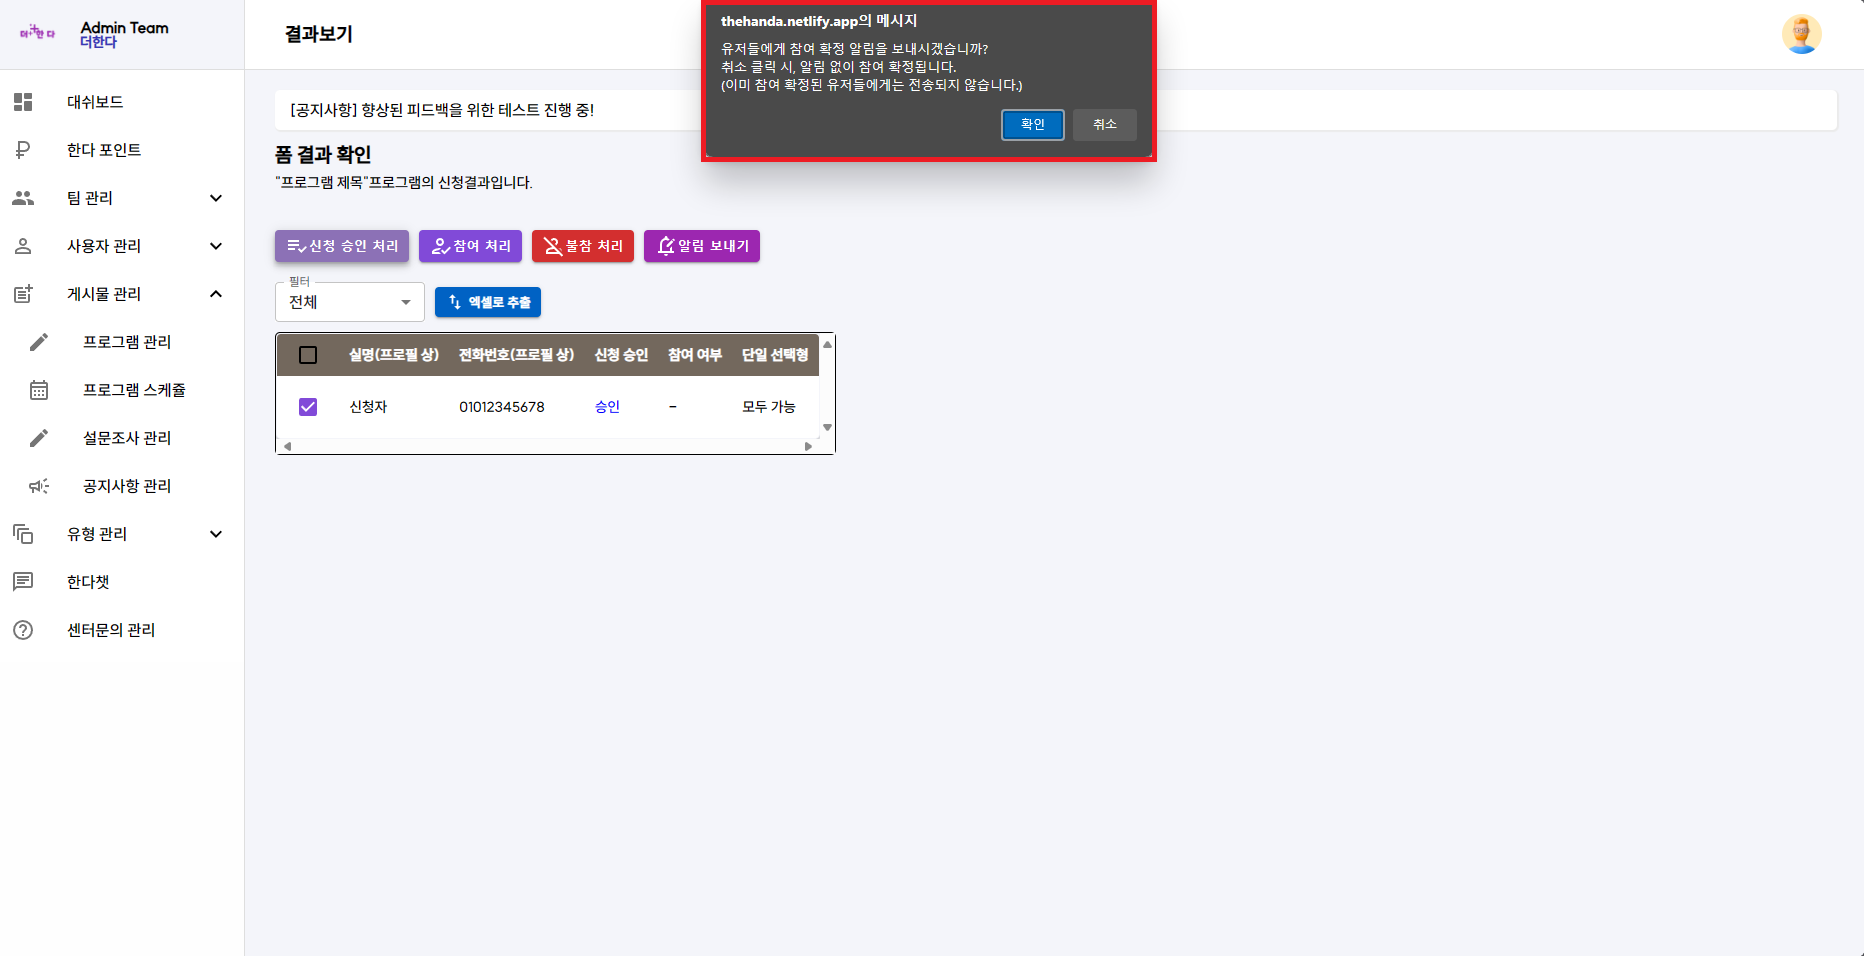 더한다
Admin Team
더한다
결과보기
thehanda.netlify.app의 메시지
유저들에게 참여 확정 알림을 보내시겠습니까?
취소 클릭 시, 알림 없이 참여 확정됩니다.
(이미 참여 확정된 유저들에게는 전송되지 않습니다.)
확인 취소
대쉬보드
한다 포인트
팀 관리
사용자 관리
게시물 관리
프로그램 관리
프로그램 스케줄
설문조사 관리
공지사항 관리
유형 관리
한다챗
센터문의 관리
[공지사항] 향상된 피드백을 위한 테스트 진행 중!
폼 결과 확인
"프로그램 제목"프로그램의 신청결과입니다.
신청 승인 처리 참여 처리 불참 처리 알림 보내기
필터
전체 엑셀로 추출
실명(프로필 상) 전화번호(프로필 상) 신청 승인 참여 여부 단일 선택형
신청자 01012345678 승인 - 모두 가능